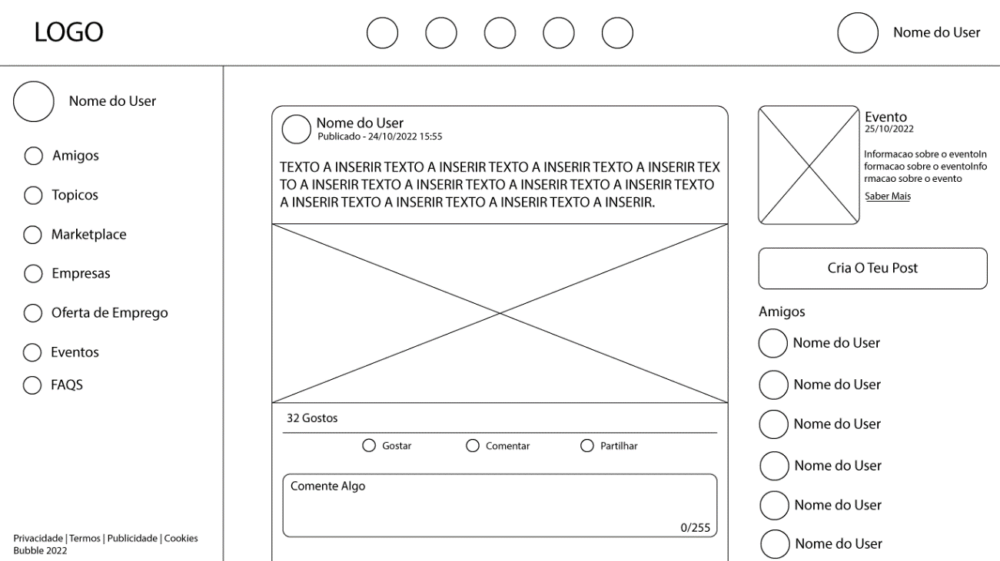 LOGO
Nome do User
Nome do User
Amigos
Topicos
Marketplace
Empresas
Oferta de Emprego
Eventos
FAQS
Privacidade | Termos | Publicidade | Cookies
Bubble 2022
Nome do User
Publicado - 24/10/2022 15:55
TEXTO A INSERIR TEXTO A INSERIR TEXTO A INSERIR TEXTO A INSERIR TEX
TO A INSERIR TEXTO A INSERIR TEXTO A INSERIR TEXTO A INSERIR TEXTO
A INSERIR TEXTO A INSERIR TEXTO A INSERIR TEXTO A INSERIR.
32 Gostos
Gostar Comentar Partilhar
Comente Algo
0/255
Evento
25/10/2022
Informacao sobre o eventoIn
formacao sobre o eventoInfo
rmacao sobre o evento
Saber Mais
Cria O Teu Post
Amigos
Nome do User
Nome do User
Nome do User
Nome do User
Nome do User
Nome do User